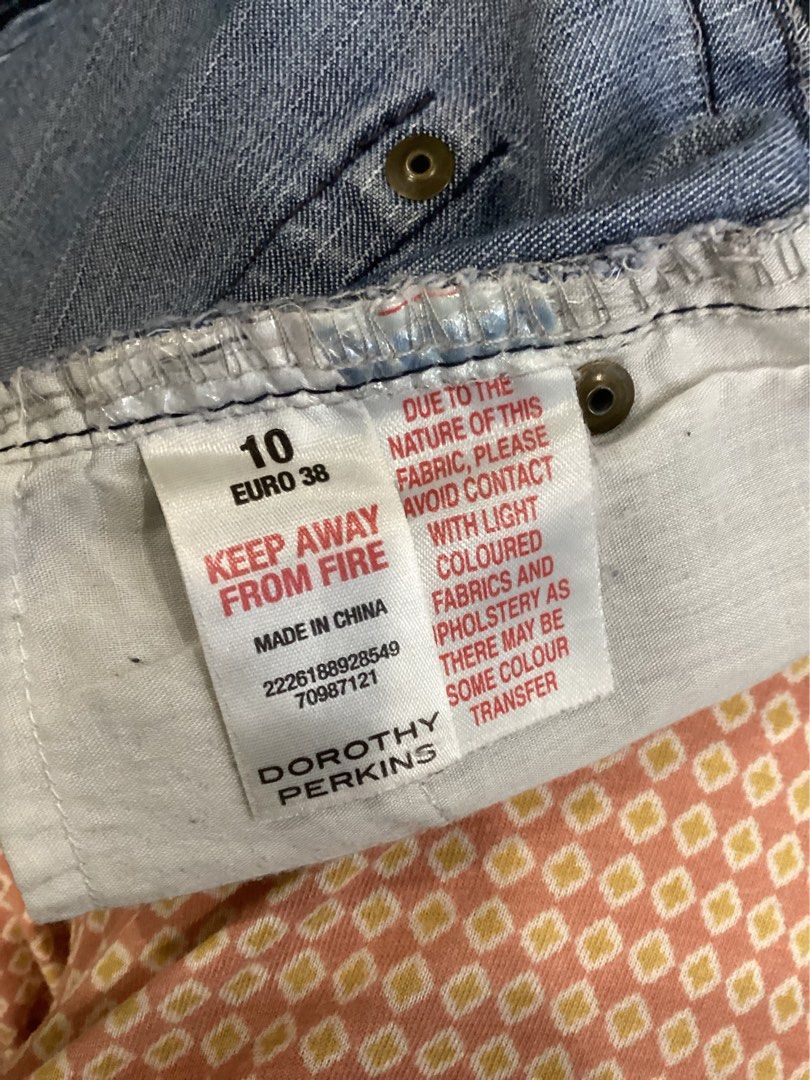 10
EURO 38
KEEP AWAY
FROM FIRE
MADE IN CHINA
2226188928549
70987121
DOROTHY
PERKINS
DUE TO THE
NATURE OF THIS
FABRIC, PLEASE
AVOID CONTACT
WITH LIGHT
COLOURED
FABRICS AND
UPHOLSTERY AS
THERE MAY BE
SOME COLOUR
TRANSFER